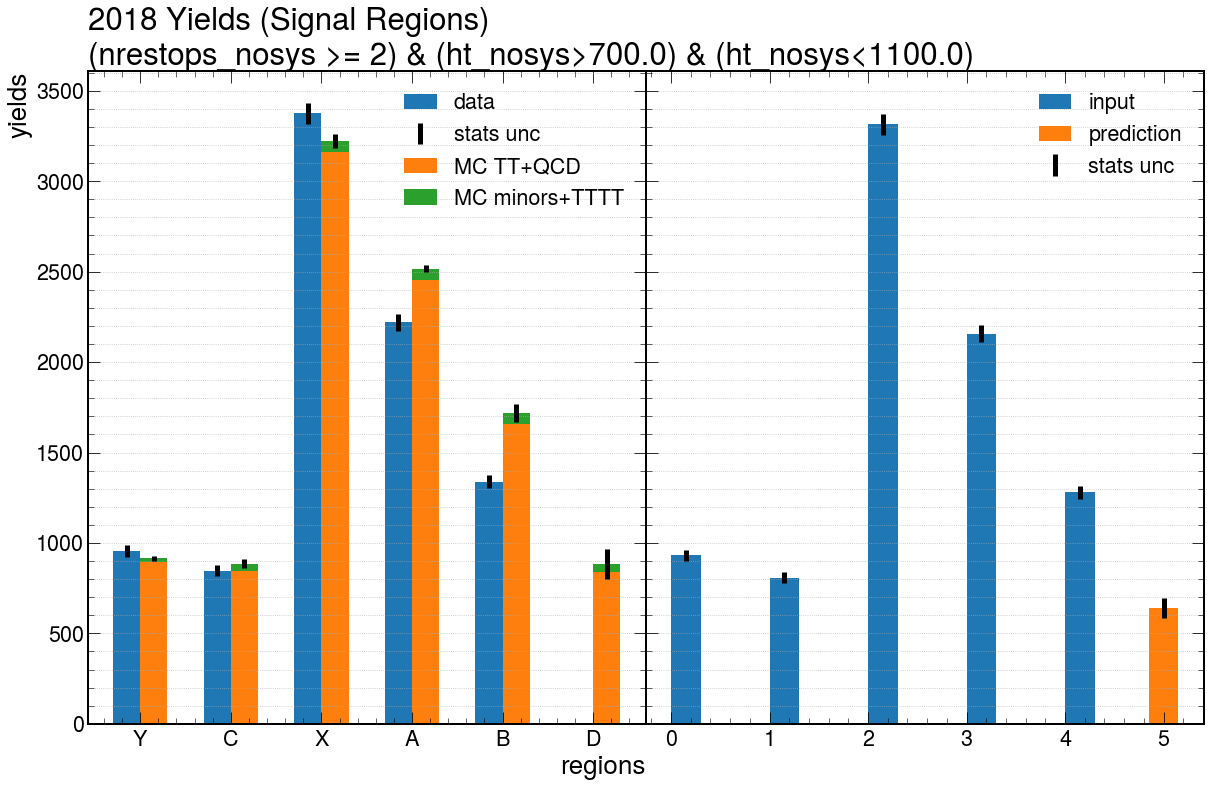 2018 Yields (Signal Regions)
(nrestops_nosys >= 2) & (ht_nosys>700.0) & (ht_nosys<1100.0)
yields
3500
3000
2500
2000
1500
1000
500
0
data
stats unc
MC TT+QCD
MC minors+TTTT
input
prediction
stats unc
Y C X A B D
0 1 2 3 4 5
regions